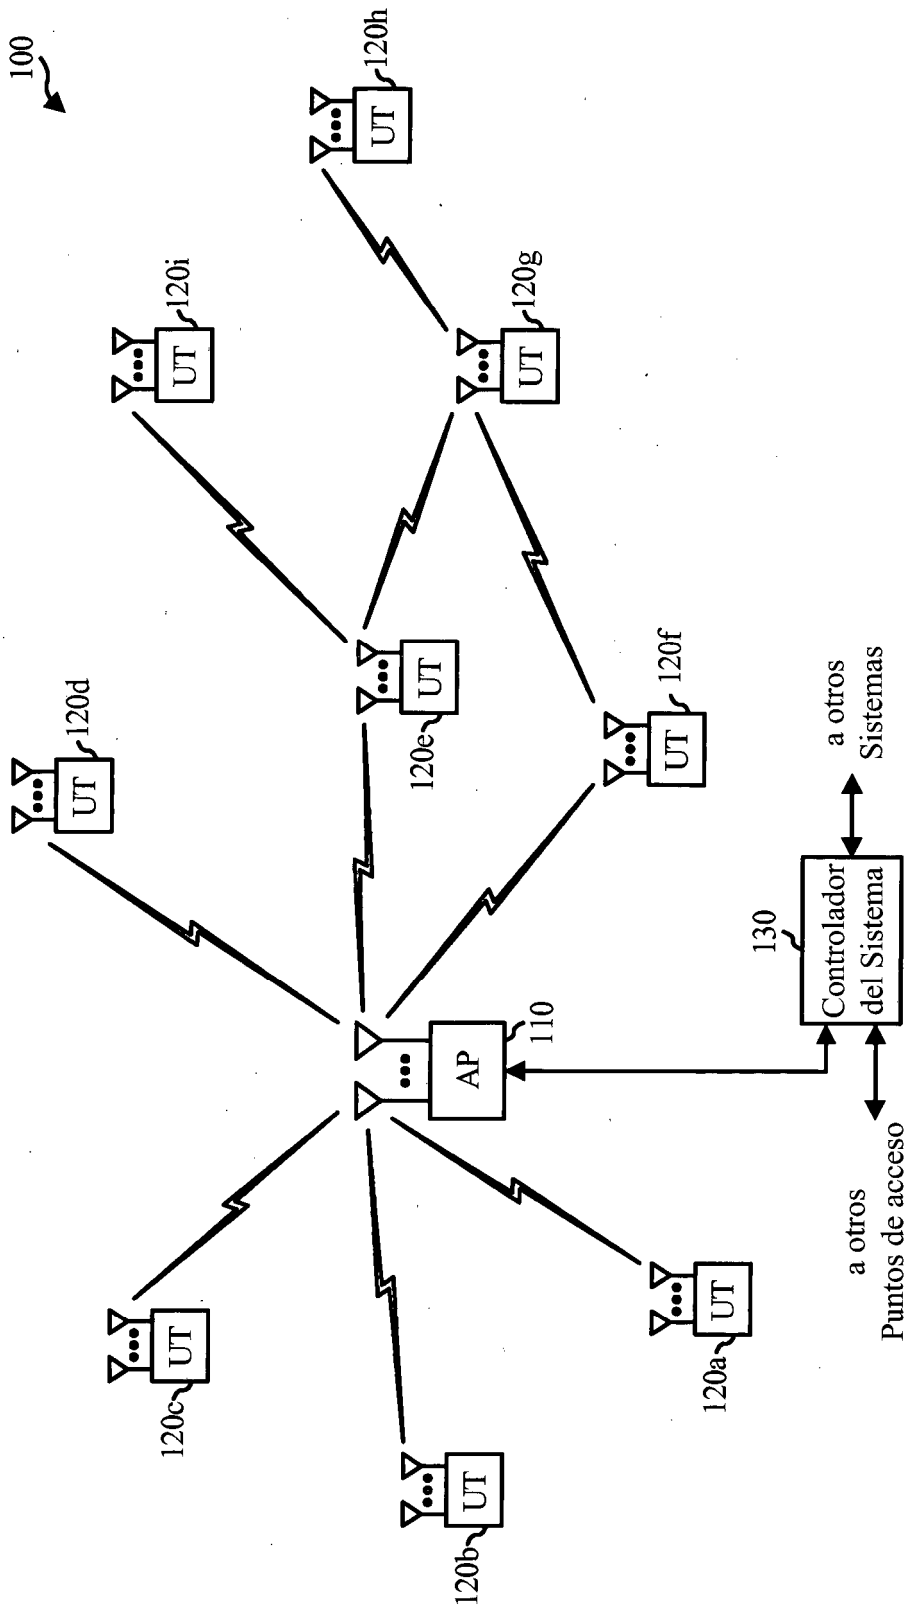 100
UT
120h
UT
120i
UT
120g
UT
120d
UT
120e
UT
120f
AP
110
UT
120c
UT
120b
UT
120a
130
Controlador
del Sistema
a otros
Sistemas
a otros
Puntos de acceso